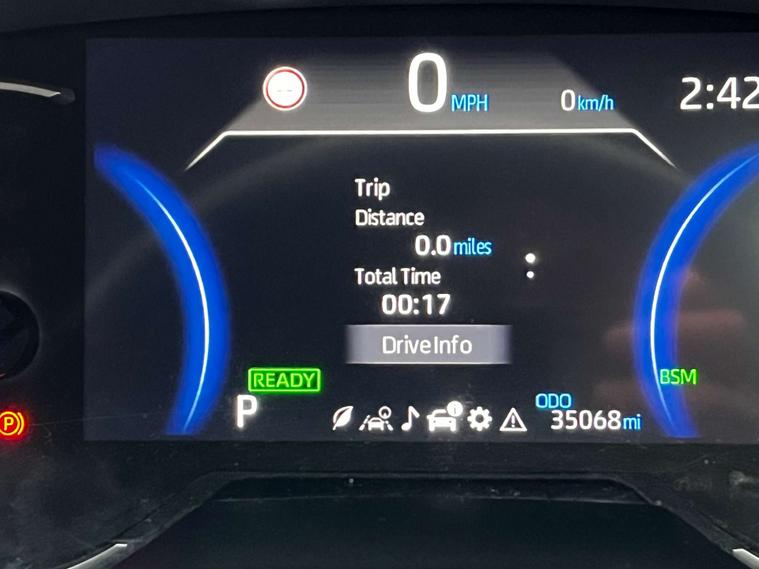 0 MPH 0 km/h 2:42
Trip
Distance
0.0 miles
Total Time
00:17
Drive Info
READY
BSM
P
ODO
35068 mi
P